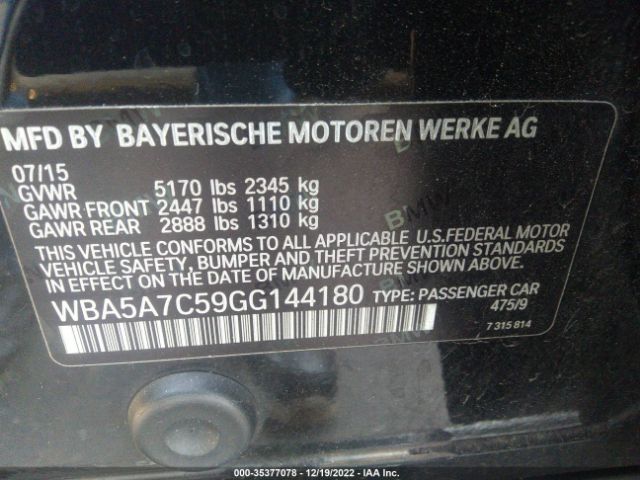 MFD BY BAYERISCHE MOTOREN WERKE AG
07/15
GVWR 5170 lbs 2345 kg
GAWR FRONT 2447 lbs 1110 kg
GAWR REAR 2888 lbs 1310 kg
THIS VEHICLE CONFORMS TO ALL APPLICABLE U.S.FEDERAL MOTOR
VEHICLE SAFETY, BUMPER AND THEFT PREVENTION STANDARDS
IN EFFECT ON THE DATE OF MANUFACTURE SHOWN ABOVE.
WBA5A7C59GG144180 TYPE: PASSENGER CAR
475/9
7 315 814
BMW
000-35377078 - 12/19/2022 - IAA Inc.